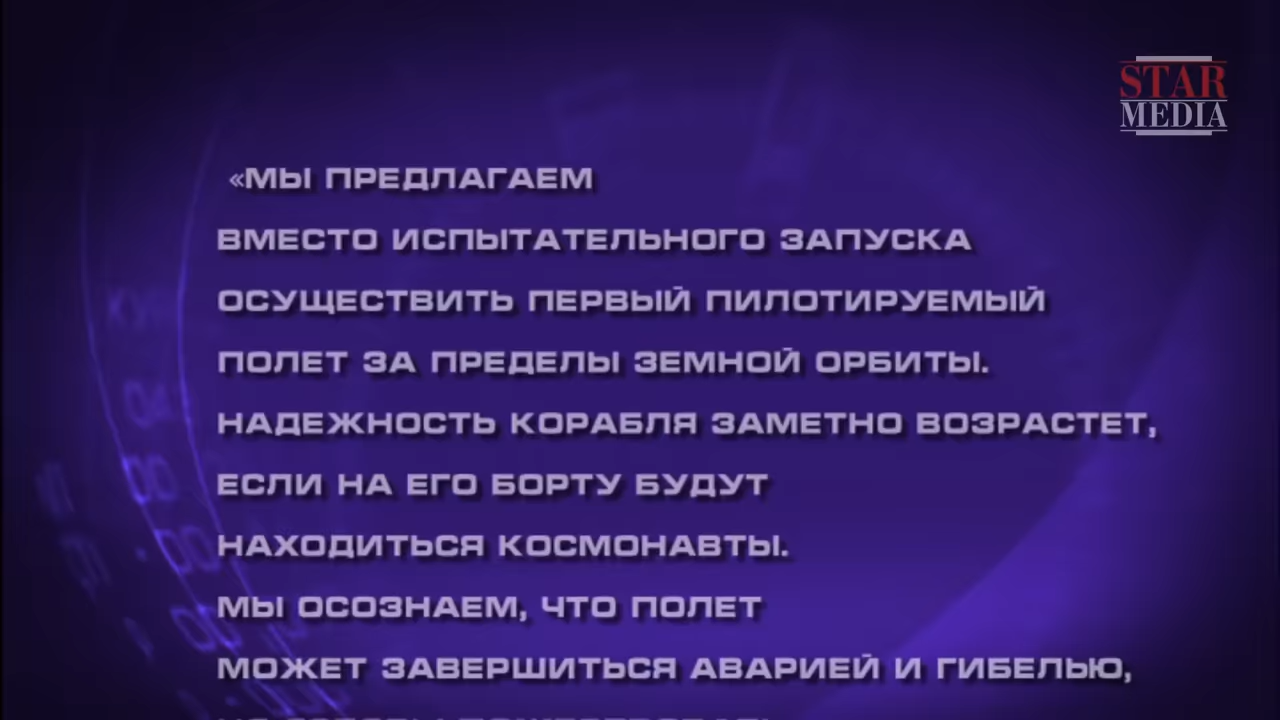 STAR
MEDIA
«МЫ ПРЕДЛАГАЕМ
ВМЕСТО ИСПЫТАТЕЛЬНОГО ЗАПУСКА
ОСУЩЕСТВИТЬ ПЕРВЫЙ ПИЛОТИРУЕМЫЙ
ПОЛЕТ ЗА ПРЕДЕЛЫ ЗЕМНОЙ ОРБИТЫ.
НАДЕЖНОСТЬ КОРАБЛЯ ЗАМЕТНО ВОЗРАСТЕТ,
ЕСЛИ НА ЕГО БОРТУ БУДУТ
НАХОДИТЬСЯ КОСМОНАВТЫ.
МЫ ОСОЗНАЕМ, ЧТО ПОЛЕТ
МОЖЕТ ЗАВЕРШИТЬСЯ АВАРИЕЙ И ГИБЕЛЬЮ,